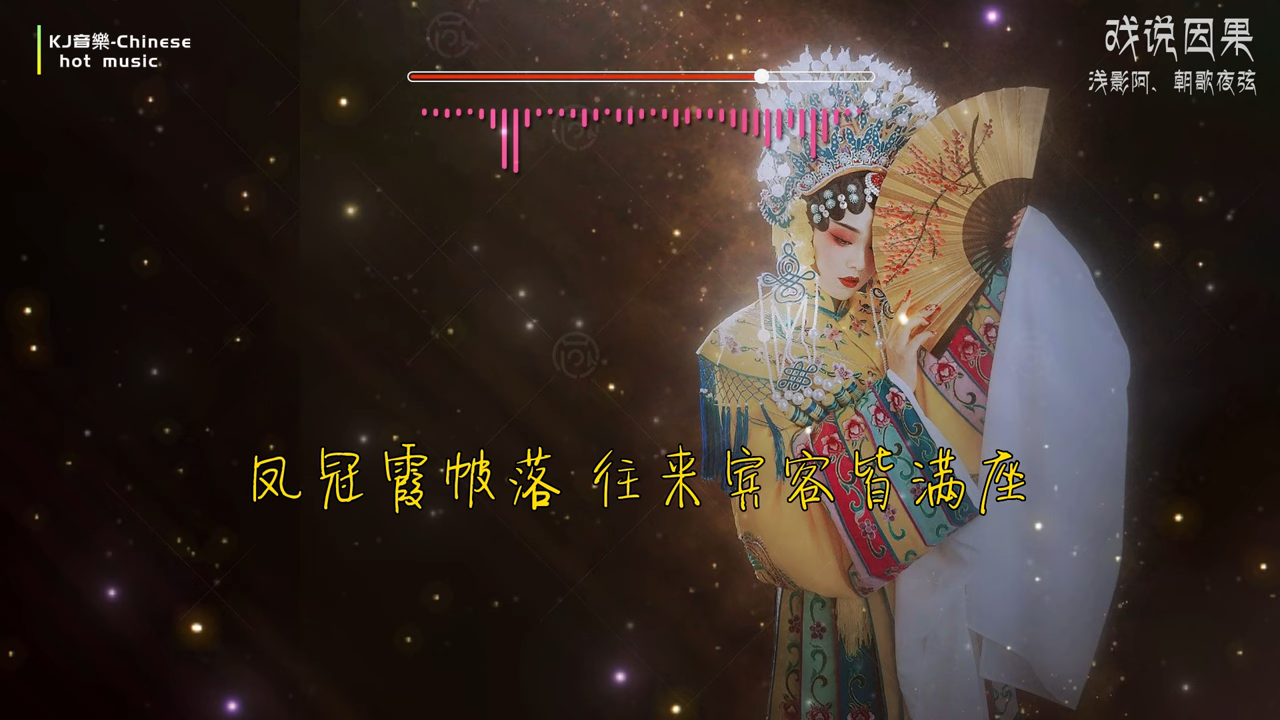 KJ音樂-Chinese
hot music
戏说因果
浅影阿、朝歌夜弦
凤冠霞帔落 往来宾客皆满座